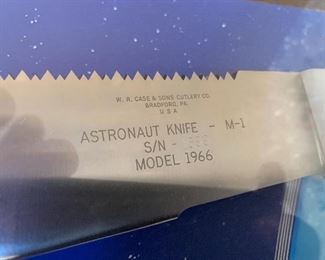 W. R. CASE & SONS CUTLERY CO.
BRADFORD, PA.
U S A
ASTRONAUT KNIFE - M-1
S/N -
MODEL 1966